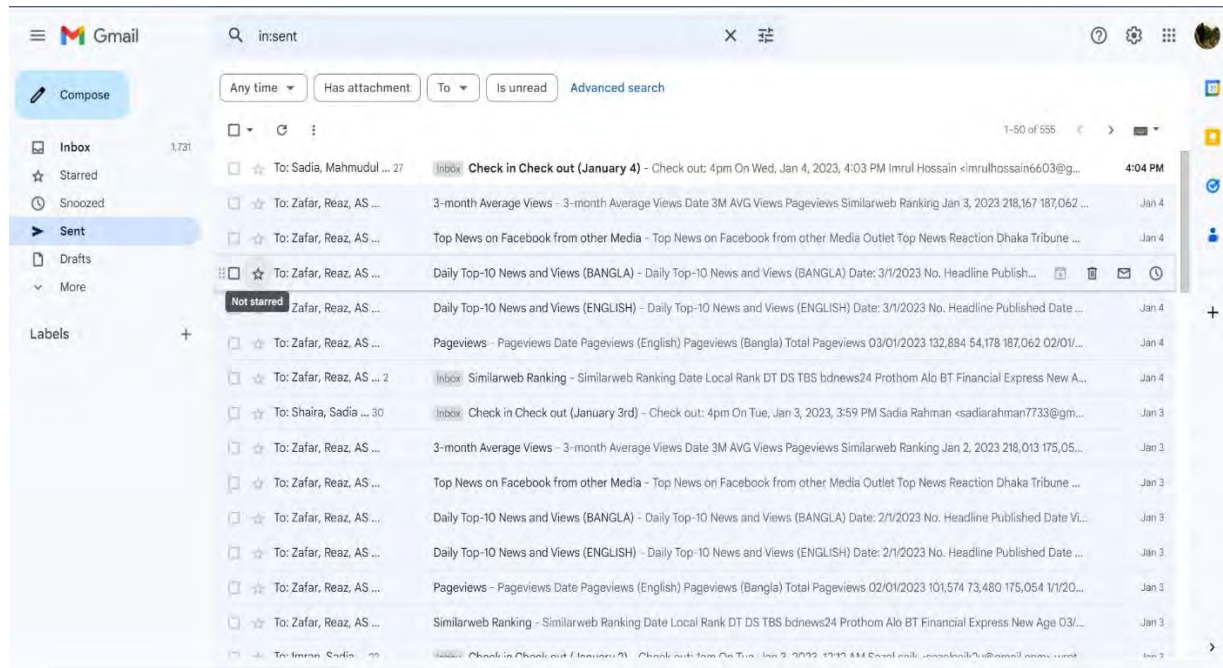 Gmail
in:sent
Compose
Any time
Has attachment
To
Is unread
Advanced search
1-50 of 555
Inbox 1,731
Starred
Snoozed
Sent
Drafts
More
Labels
To: Sadia, Mahmudul ... 27 Inbox Check in Check out (January 4) - Check out: 4pm On Wed, Jan 4, 2023, 4:03 PM Imrul Hossain <imrulhossain6603@g... 4:04 PM
To: Zafar, Reaz, AS ... 3-month Average Views - 3-month Average Views Date 3M AVG Views Pageviews Similarweb Ranking Jan 3, 2023 218,167 187,062 ... Jan 4
To: Zafar, Reaz, AS ... Top News on Facebook from other Media - Top News on Facebook from other Media Outlet Top News Reaction Dhaka Tribune ... Jan 4
To: Zafar, Reaz, AS ... Daily Top-10 News and Views (BANGLA) - Daily Top-10 News and Views (BANGLA) Date: 3/1/2023 No. Headline Publish...
Not starred
Zafar, Reaz, AS ... Daily Top-10 News and Views (ENGLISH) - Daily Top-10 News and Views (ENGLISH) Date: 3/1/2023 No. Headline Published Date ... Jan 4
To: Zafar, Reaz, AS ... Pageviews - Pageviews Date Pageviews (English) Pageviews (Bangla) Total Pageviews 03/01/2023 132,884 54,178 187,062 02/01/... Jan 4
To: Zafar, Reaz, AS ... 2 Inbox Similarweb Ranking - Similarweb Ranking Date Local Rank DT DS TBS bdnews24 Prothom Alo BT Financial Express New A... Jan 4
To: Shaira, Sadia ... 30 Inbox Check in Check out (January 3rd) - Check out: 4pm On Tue, Jan 3, 2023, 3:59 PM Sadia Rahman <sadiarahman7733@gm... Jan 3
To: Zafar, Reaz, AS ... 3-month Average Views - 3-month Average Views Date 3M AVG Views Pageviews Similarweb Ranking Jan 2, 2023 218,013 175,05... Jan 3
To: Zafar, Reaz, AS ... Top News on Facebook from other Media - Top News on Facebook from other Media Outlet Top News Reaction Dhaka Tribune ... Jan 3
To: Zafar, Reaz, AS ... Daily Top-10 News and Views (BANGLA) - Daily Top-10 News and Views (BANGLA) Date: 2/1/2023 No. Headline Published Date Vi... Jan 3
To: Zafar, Reaz, AS ... Daily Top-10 News and Views (ENGLISH) - Daily Top-10 News and Views (ENGLISH) Date: 2/1/2023 No. Headline Published Date ... Jan 3
To: Zafar, Reaz, AS ... Pageviews - Pageviews Date Pageviews (English) Pageviews (Bangla) Total Pageviews 02/01/2023 101,574 73,480 175,054 1/1/20... Jan 3
To: Zafar, Reaz, AS ... Similarweb Ranking - Similarweb Ranking Date Local Rank DT DS TBS bdnews24 Prothom Alo BT Financial Express New Age 03/... Jan 3
To: Imran, Sadia Check in Check out (January 2) Check out: 1am On Tue, Jan 3, 2023, 12:12 AM